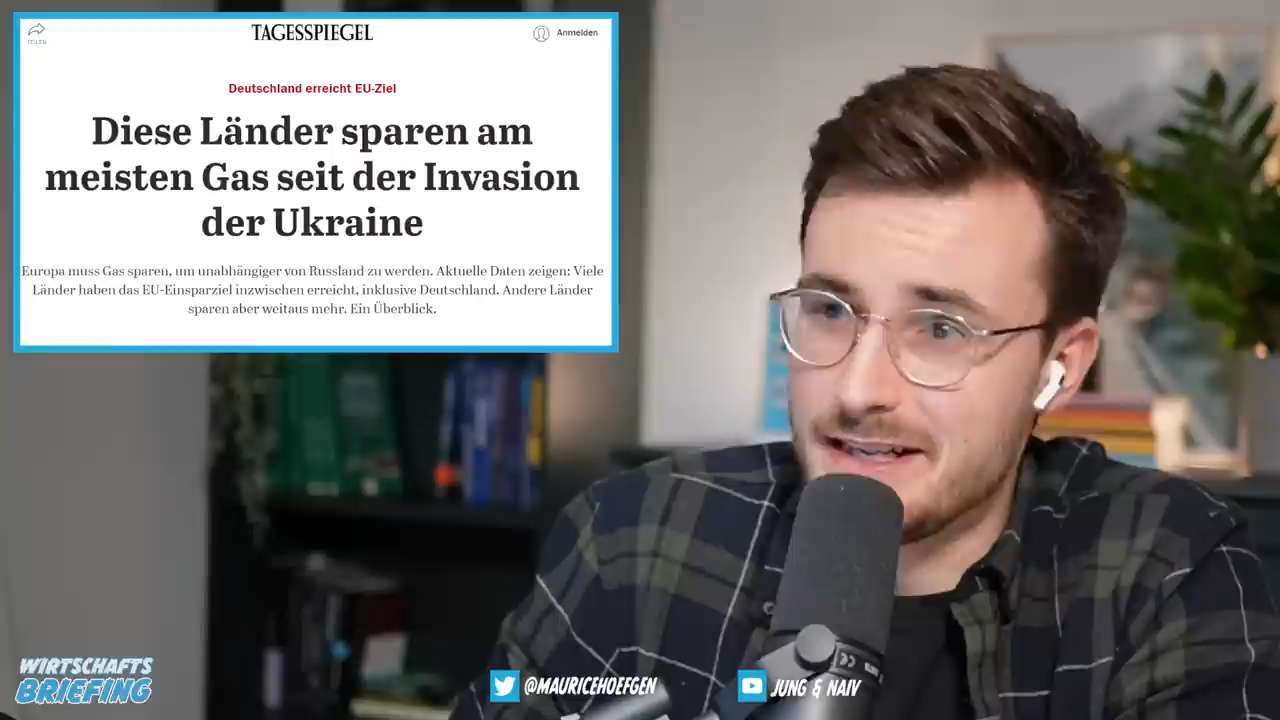 TEILEN
TAGESSPIEGEL
Anmelden
Deutschland erreicht EU-Ziel
Diese Länder sparen am
meisten Gas seit der Invasion
der Ukraine
Europa muss Gas sparen, um unabhängiger von Russland zu werden. Aktuelle Daten zeigen: Viele
Länder haben das EU-Einsparziel inzwischen erreicht, inklusive Deutschland. Andere Länder
sparen aber weitaus mehr. Ein Überblick.
WIRTSCHAFTS
BRIEFING
@MAURICEHOEFGEN
JUNG & NAIV